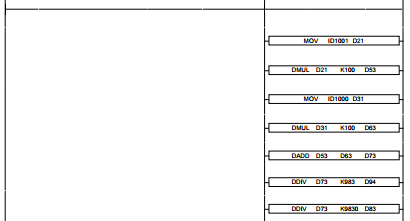 MOV ID1001 D21
DMUL D21 K100 D53
MOV ID1000 D31
DMUL D31 K100 D63
DADD D53 D63 D73
DDIV D73 K983 D94
DDIV D73 K9830 D83